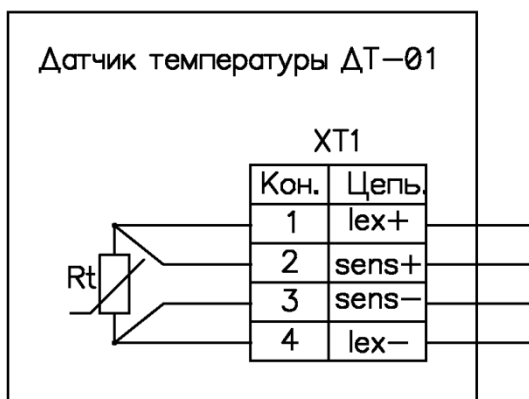 Датчик температуры ДТ-01
XT1
Кон. Цепь.
1 Iex+
2 sens+
Rt
3 sens-
4 Iex-